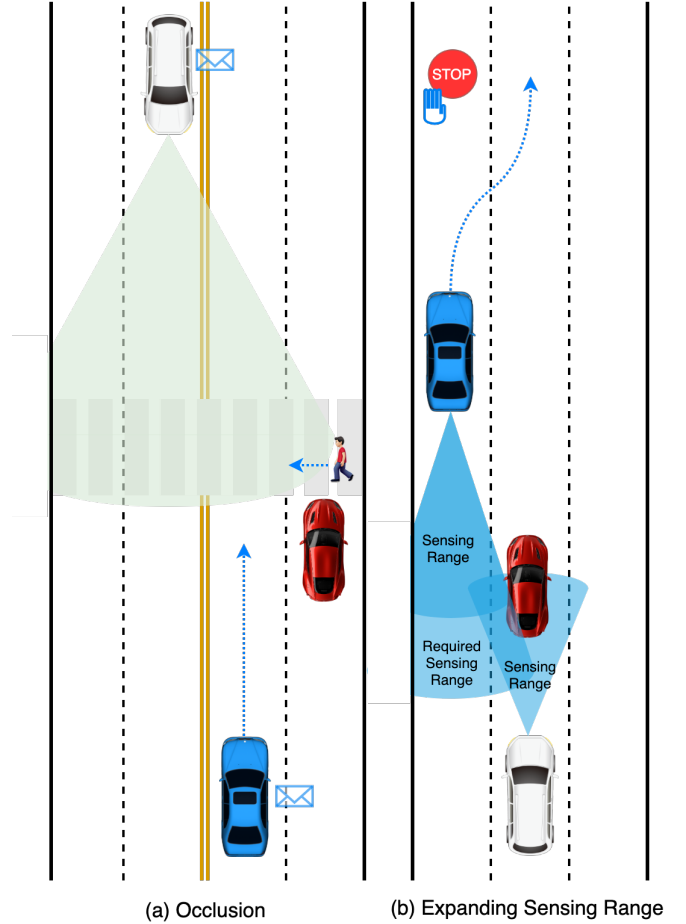 STOP
Sensing
Range
Required
Sensing
Range
Sensing
Range
(a) Occlusion
(b) Expanding Sensing Range